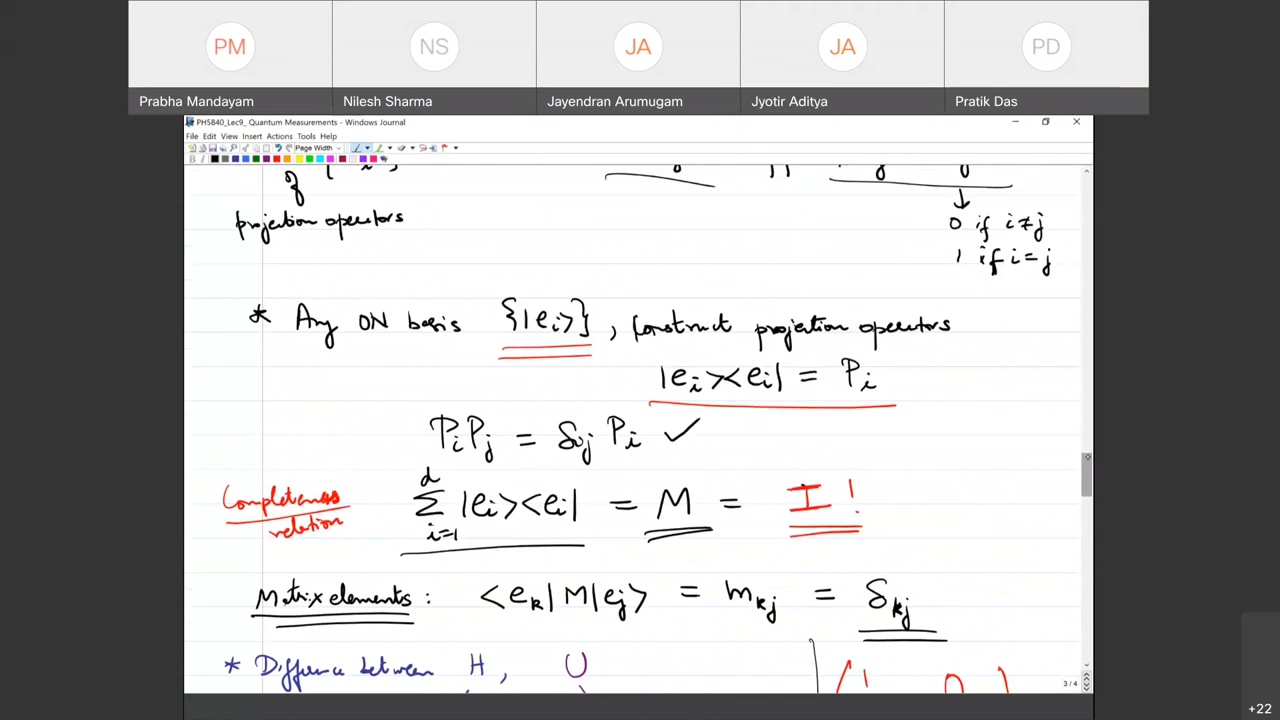 PM NS JA JA PD
Prabha Mandayam Nilesh Sharma Jayendran Arumugam Jyotir Aditya Pratik Das
PH5840_Lec9_ Quantum Measurements - Windows Journal
File Edit View Insert Actions Tools Help
Page Width
projection operators
0 if i≠j
1 if i=j
* Any ON basis {|ei>}, Construct projection operators
|ei><ei| = Pi
PiPj = δij Pi ✓
Completeness relation
d
Σ |ei><ei| = M = I !
i=1
Matrix elements : <ek|M|ej> = mkj = δkj
* Difference between H, U
3 / 4
+22